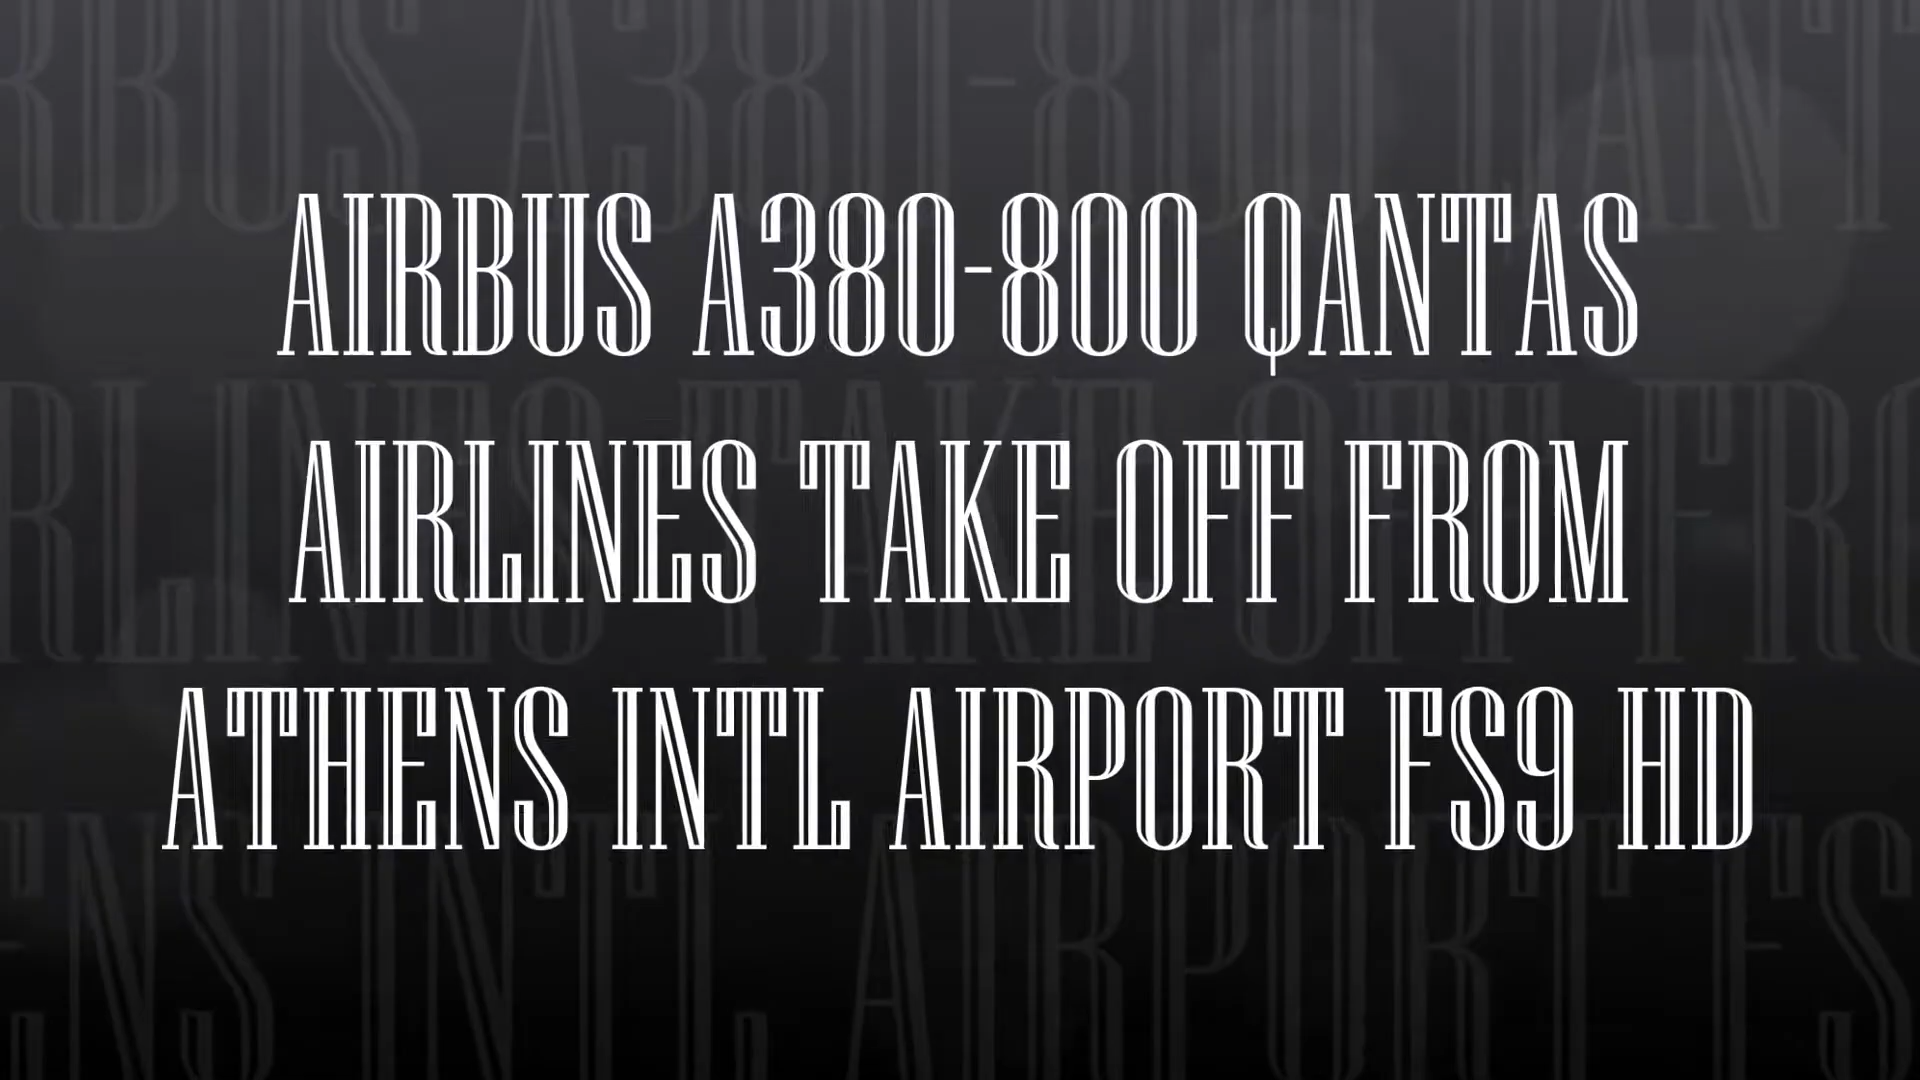 AIRBUS A380-800 QANTAS
AIRLINES TAKE OFF FROM
ATHENS INTL AIRPORT FS9 HD